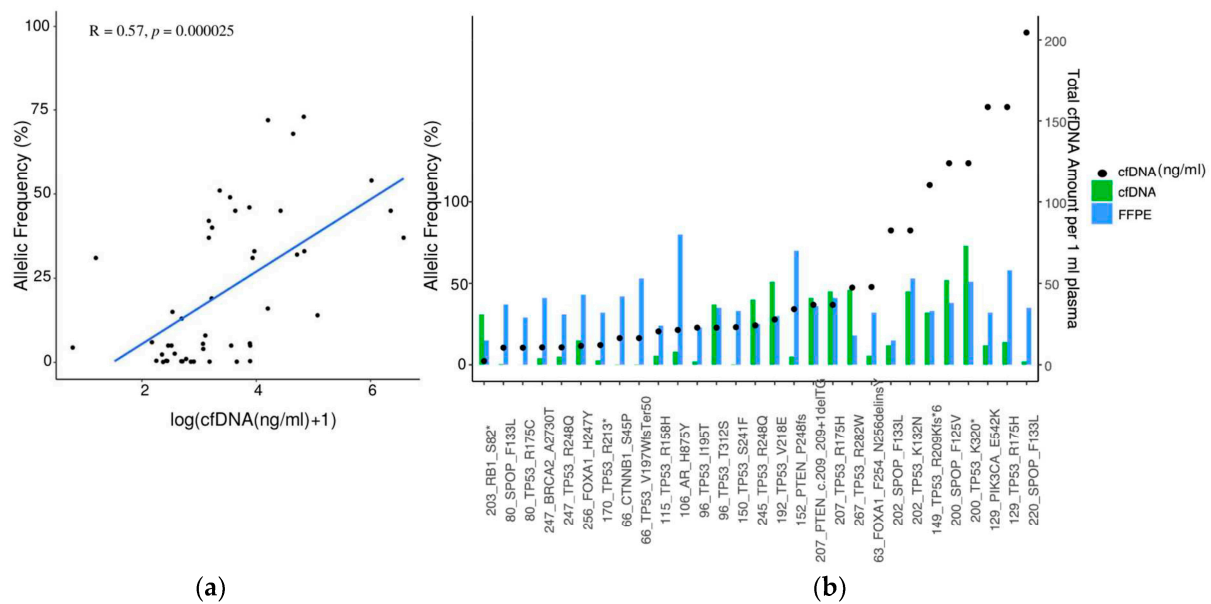 (a)
100
75
50
25
0
Allelic Frequency (%)
R = 0.57, p = 0.000025
2
4
6
log(cfDNA(ng/ml)+1)
(b)
100
50
0
Allelic Frequency (%)
200
150
100
50
0
Total cfDNA Amount per 1 ml plasma
cfDNA(ng/ml)
cfDNA
FFPE
203_RB1_S82*
80_SPOP_F133L
80_TP53_R175C
247_BRCA2_A2730T
247_TP53_R248Q
256_FOXA1_H247Y
170_TP53_R213*
66_CTNNB1_S45P
66_TP53_V197WfsTer50
115_TP53_R158H
106_AR_H875Y
96_TP53_I195T
96_TP53_T312S
150_TP53_S241F
245_TP53_R248Q
192_TP53_V218E
152_PTEN_P248fs
207_PTEN_c.209_209+1delTG
207_TP53_R175H
267_TP53_R282W
63_FOXA1_F254_N256delinsY
202_SPOP_F133L
202_TP53_K132N
149_TP53_R209Kfs*6
200_SPOP_F125V
200_TP53_K320*
129_PIK3CA_E542K
129_TP53_R175H
220_SPOP_F133L